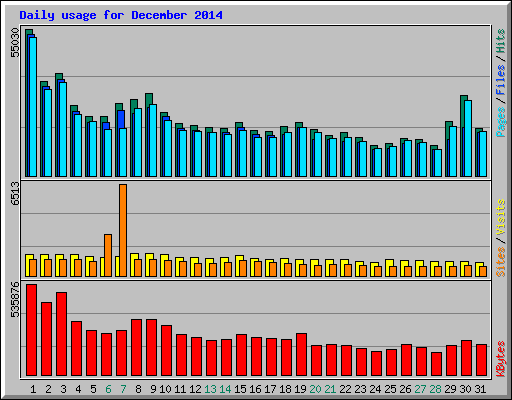 Daily usage for December 2014
55030
Pages / Files / Hits
6513
Sites / Visits
535876
KBytes
1 2 3 4 5 6 7 8 9 10 11 12 13 14 15 16 17 18 19 20 21 22 23 24 25 26 27 28 29 30 31